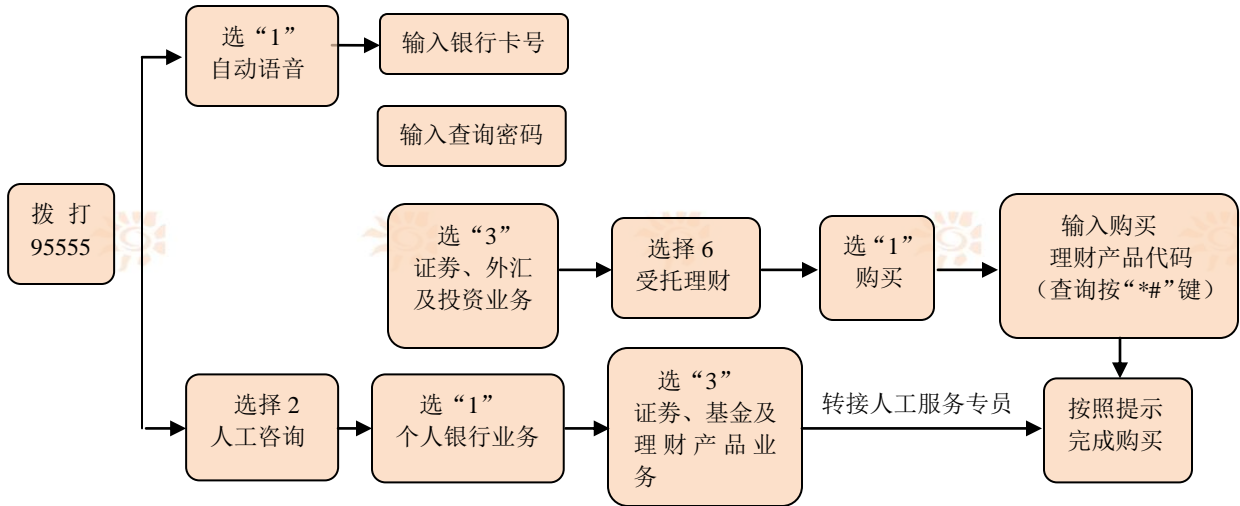 选“1”
自动语音
输入银行卡号
输入查询密码
拨 打
95555
选“3”
证券、外汇
及投资业务
选择 6
受托理财
选“1”
购买
输入购买
理财产品代码
（查询按“*#”键）
选择 2
人工咨询
选“1”
个人银行业务
选“3”
证券、基金及
理 财 产 品 业
务
转接人工服务专员
按照提示
完成购买